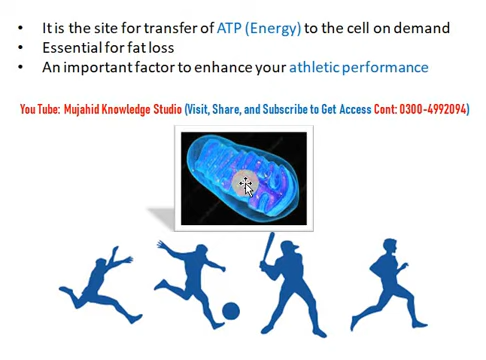 • It is the site for transfer of ATP (Energy) to the cell on demand
• Essential for fat loss
• An important factor to enhance your athletic performance
You Tube: Mujahid Knowledge Studio (Visit, Share, and Subscribe to Get Access Cont: 0300-4992094)